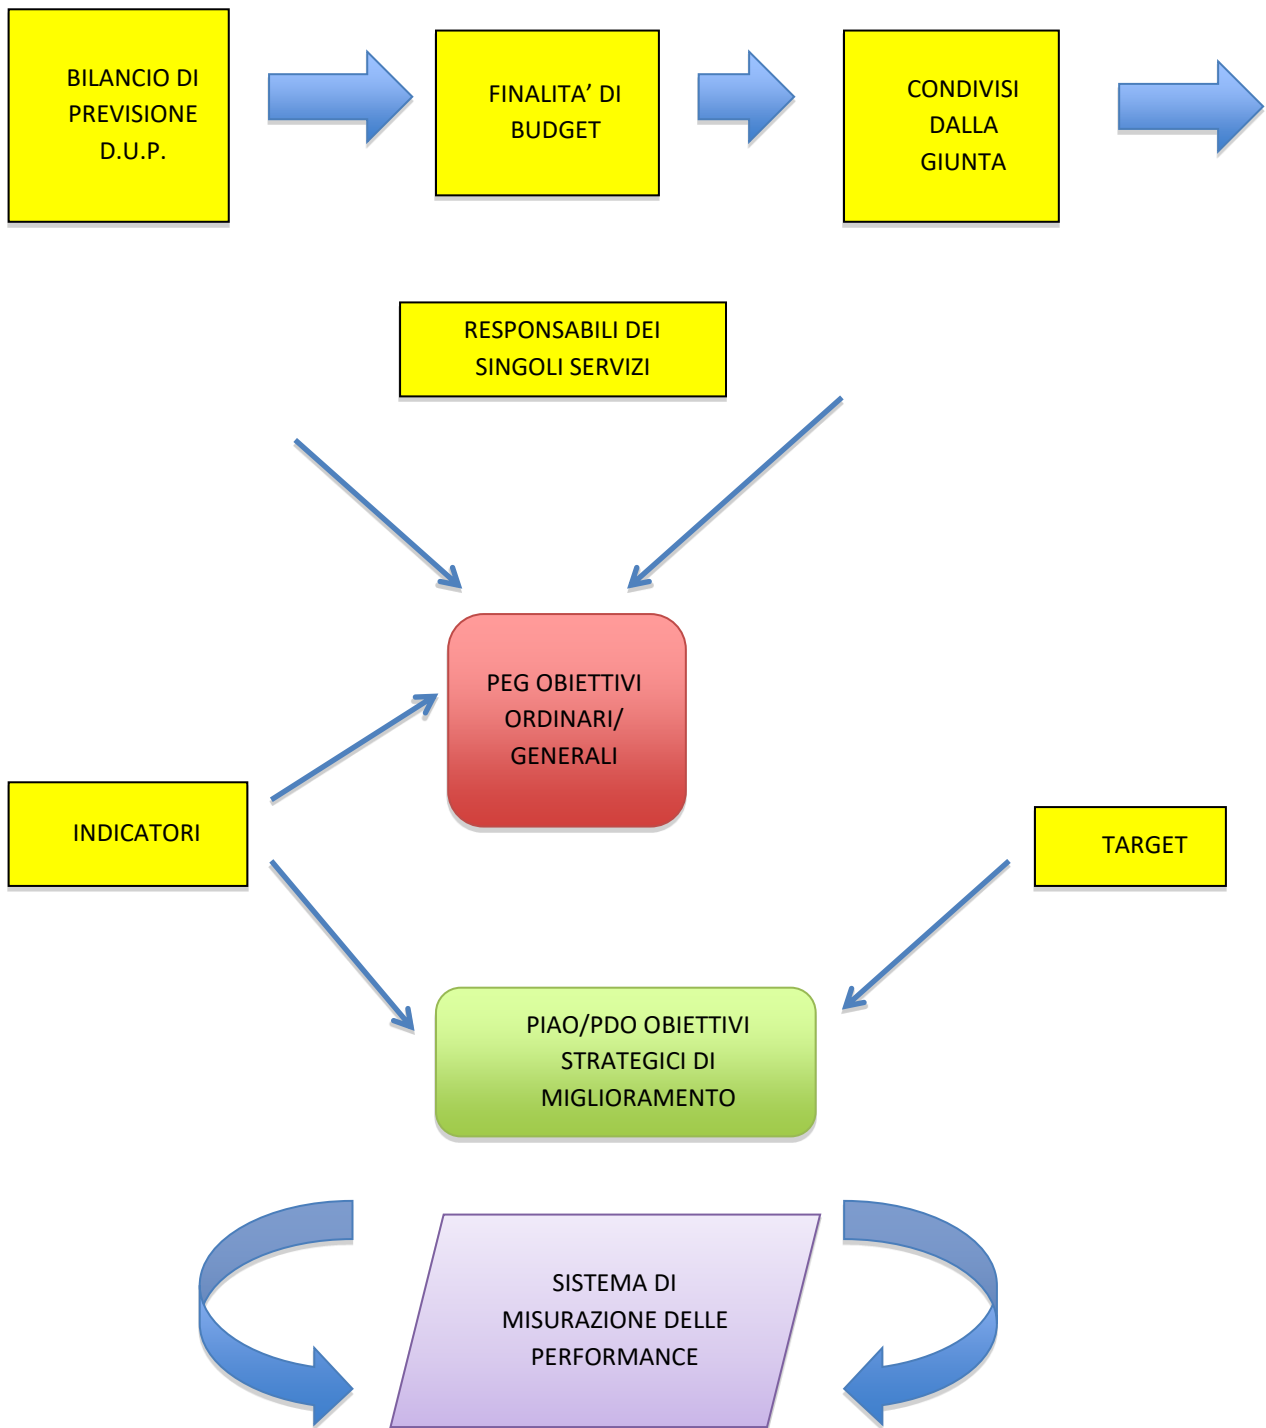 BILANCIO DI
PREVISIONE
D.U.P.
FINALITA’ DI
BUDGET
CONDIVISI
DALLA
GIUNTA
RESPONSABILI DEI
SINGOLI SERVIZI
PEG OBIETTIVI
ORDINARI/
GENERALI
INDICATORI
TARGET
PIAO/PDO OBIETTIVI
STRATEGICI DI
MIGLIORAMENTO
SISTEMA DI
MISURAZIONE DELLE
PERFORMANCE